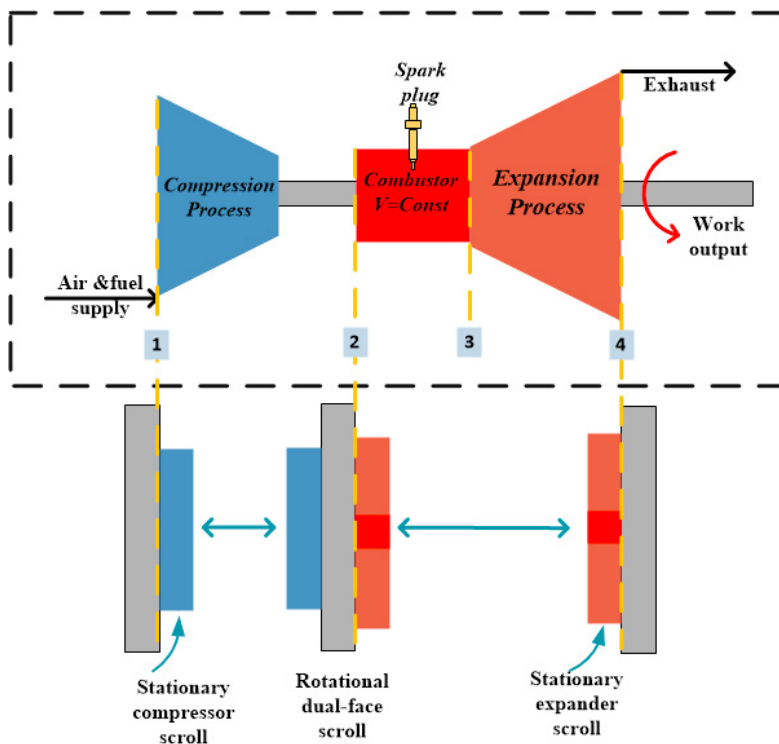 Spark
plug
Exhaust
Compression
Process
Combustor
V=Const
Expansion
Process
Work
output
Air &fuel
supply
1
2
3
4
Stationary
compressor
scroll
Rotational
dual-face
scroll
Stationary
expander
scroll